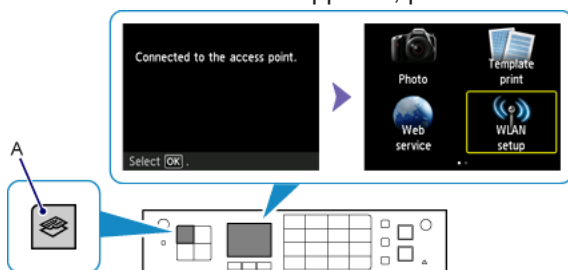 Connected to the access point.
Select OK .
Photo
Template
print
Web
service
WLAN
setup
A